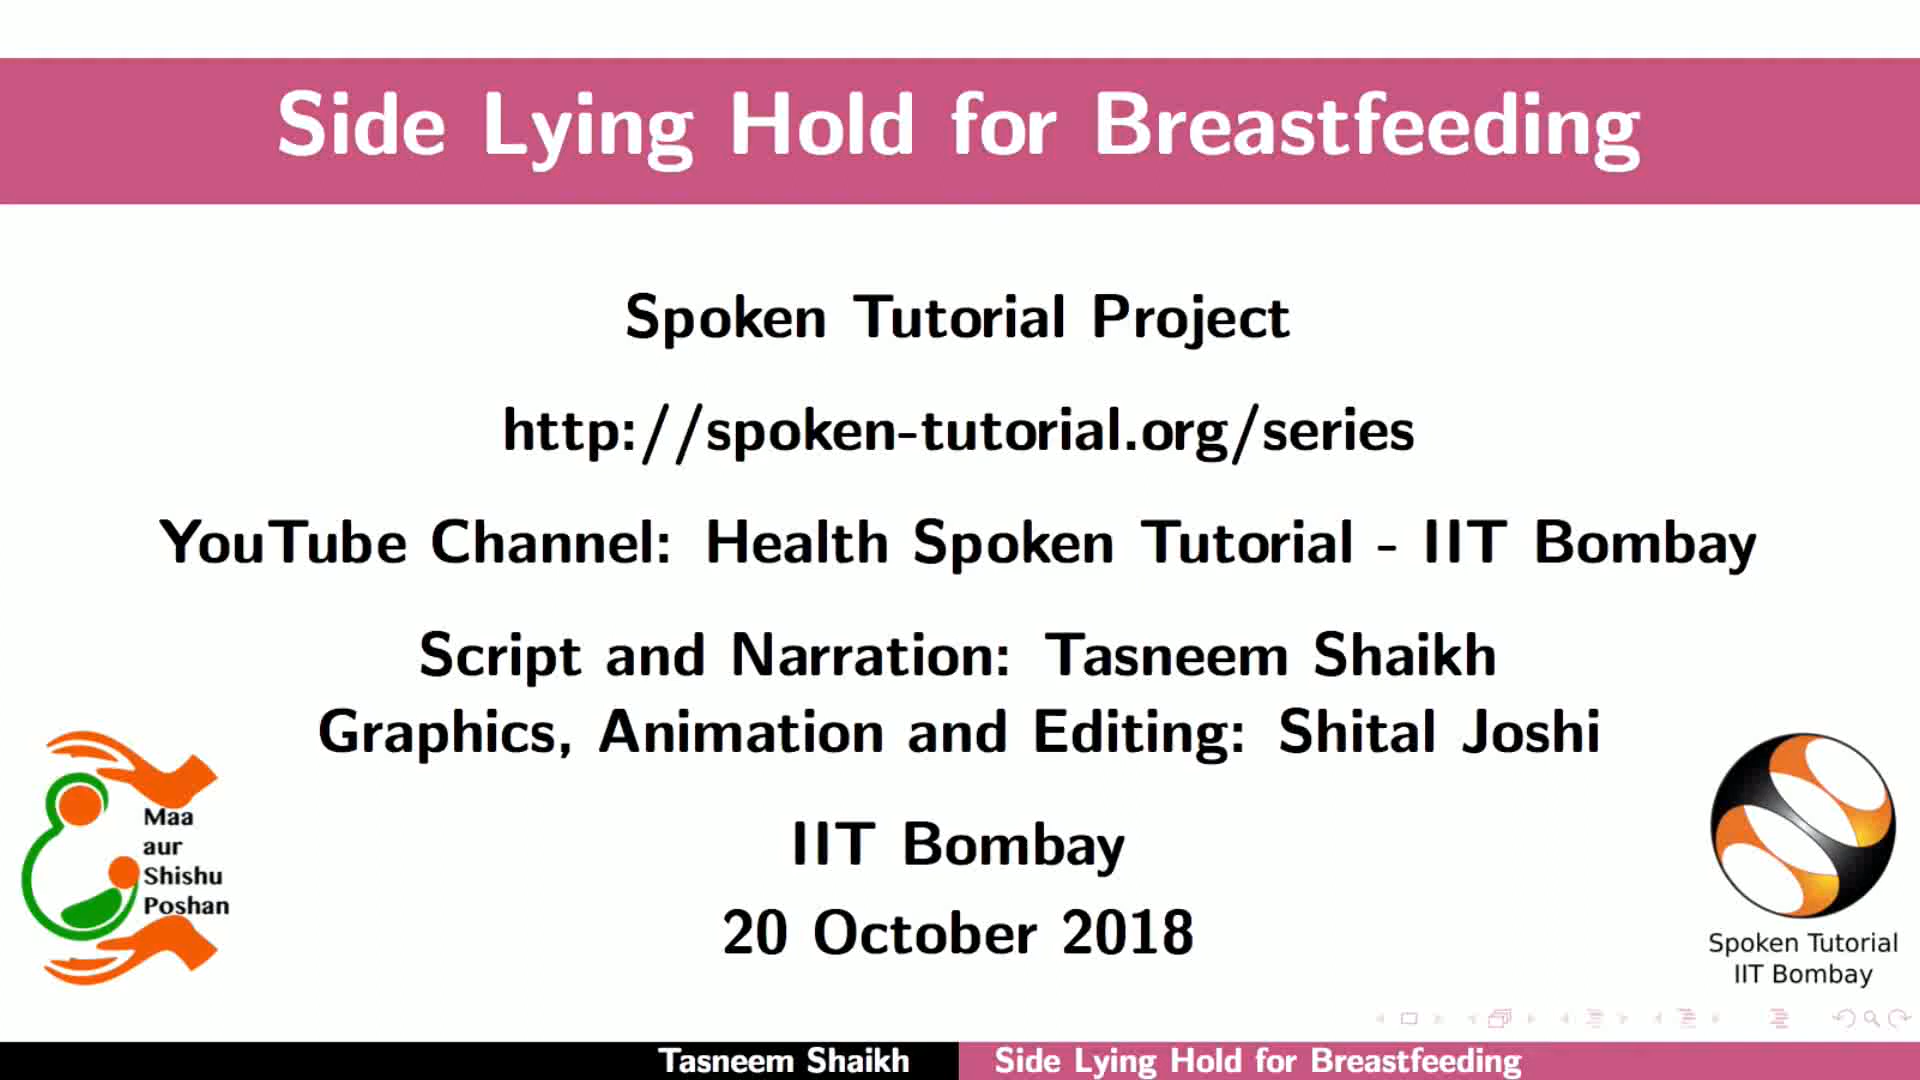 Side Lying Hold for Breastfeeding
Spoken Tutorial Project
http://spoken-tutorial.org/series
YouTube Channel: Health Spoken Tutorial - IIT Bombay
Script and Narration: Tasneem Shaikh
Graphics, Animation and Editing: Shital Joshi
IIT Bombay
20 October 2018
Maa
aur
Shishu
Poshan
Spoken Tutorial
IIT Bombay
Tasneem Shaikh
Side Lying Hold for Breastfeeding